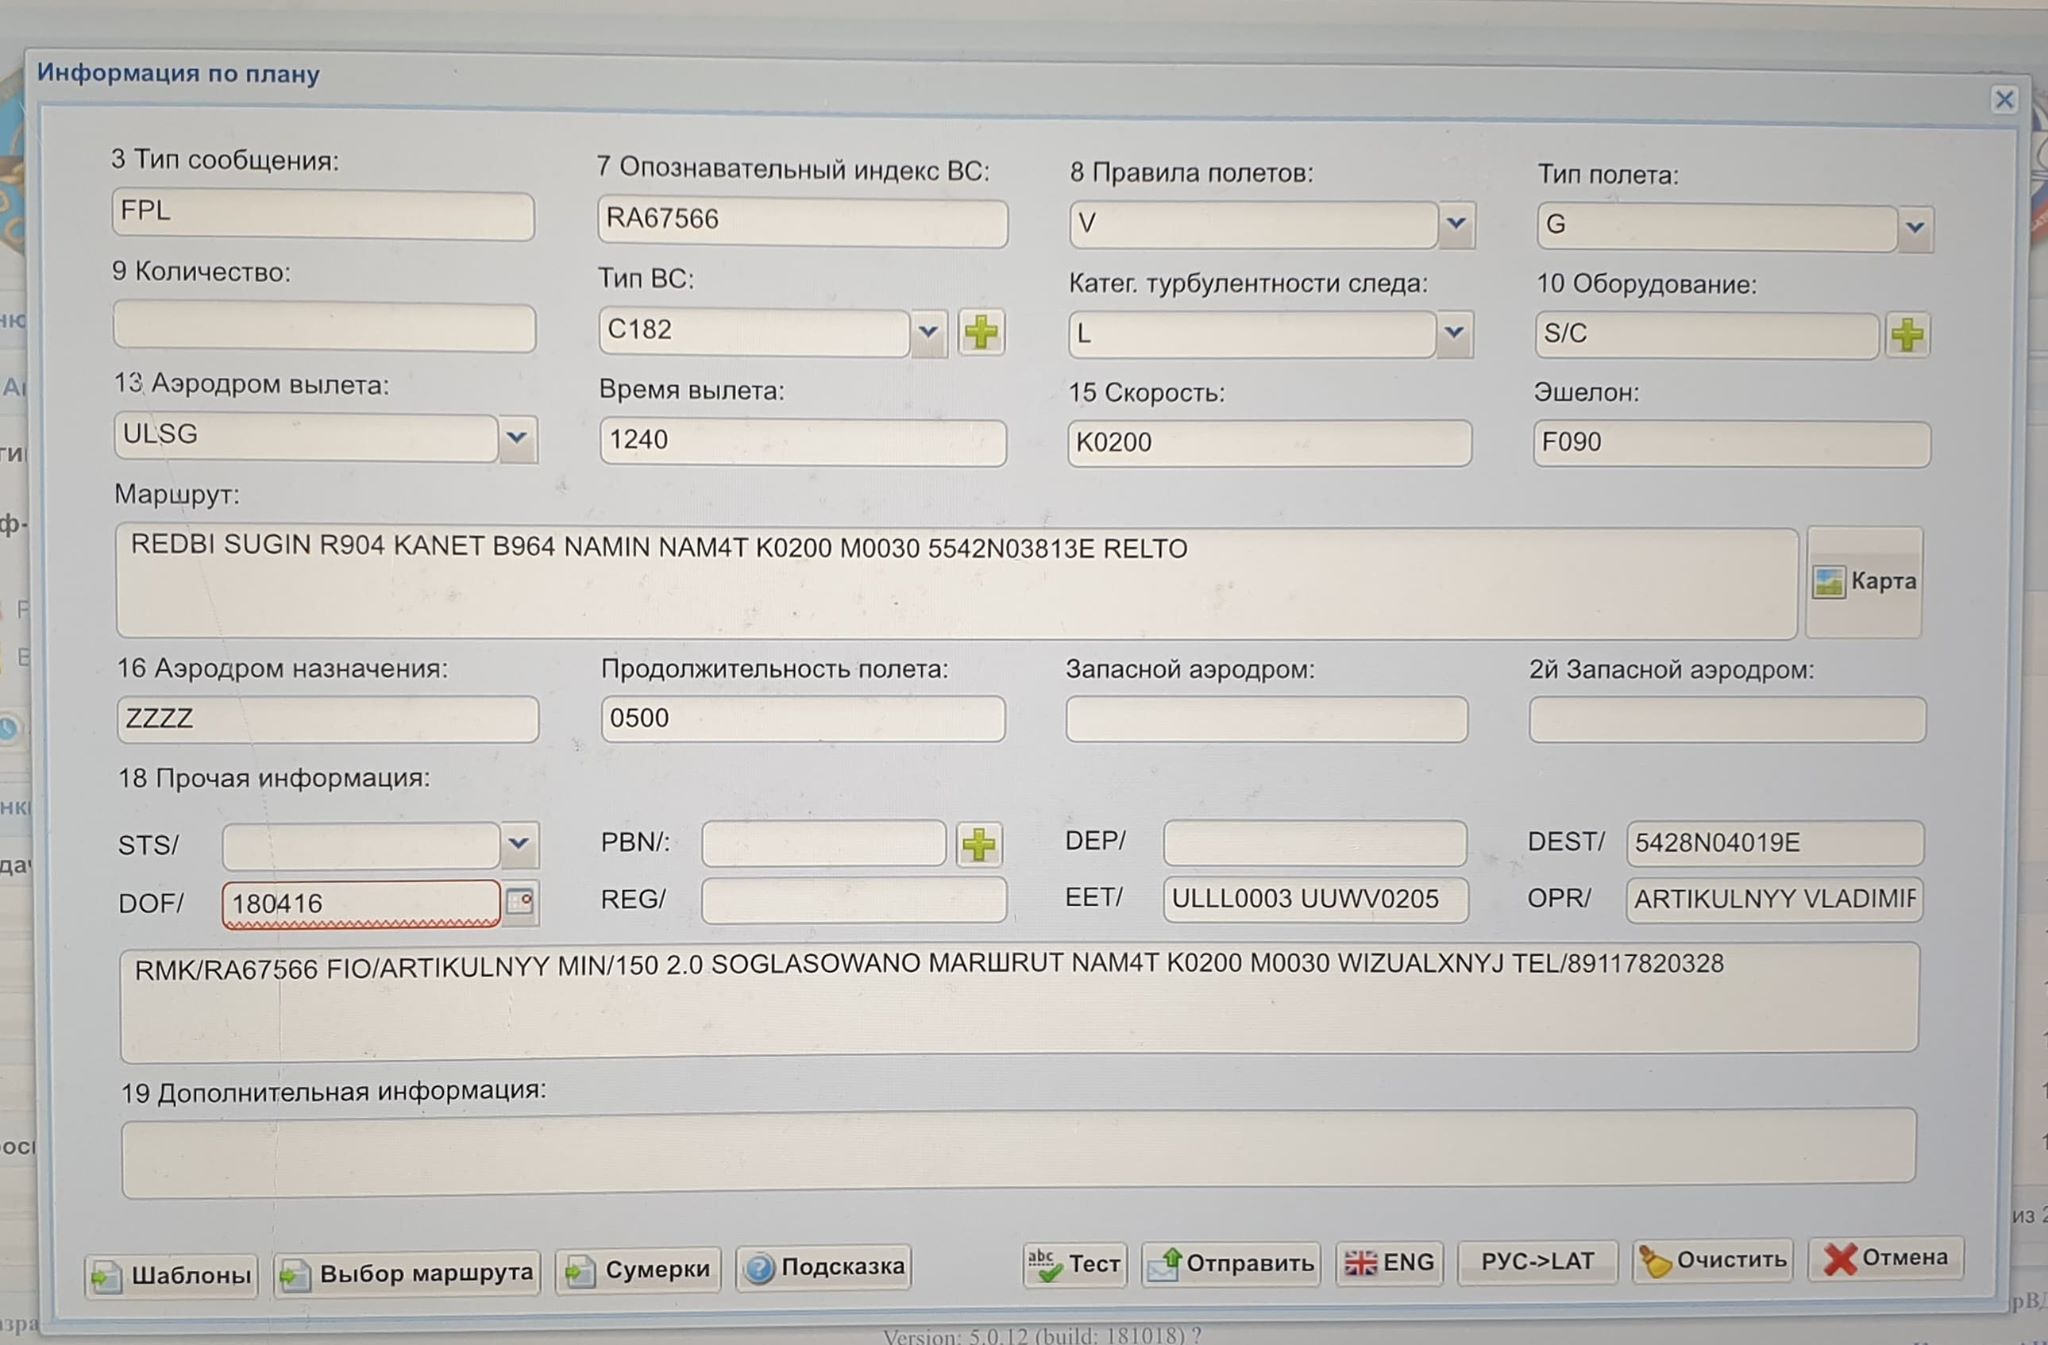 Информация по плану
3 Тип сообщения: 7 Опознавательный индекс ВС: 8 Правила полетов: Тип полета:
FPL RA67566 V G
9 Количество: Тип ВС: Катег. турбулентности следа: 10 Оборудование:
C182 L S/C
13 Аэродром вылета: Время вылета: 15 Скорость: Эшелон:
ULSG 1240 K0200 F090
Маршрут:
REDBI SUGIN R904 KANET B964 NAMIN NAM4T K0200 M0030 5542N03813E RELTO
Карта
16 Аэродром назначения: Продолжительность полета: Запасной аэродром: 2й Запасной аэродром:
ZZZZ 0500
18 Прочая информация:
STS/ PBN/: DEP/ DEST/ 5428N04019E
DOF/ 180416 REG/ EET/ ULLL0003 UUWV0205 OPR/ ARTIKULNYY
RMK/RA67566 FIO/ARTIKULNYY MIN/150 2.0 SOGLASOWANO MARШRUT NAM4T K0200 M0030 WIZUALXNYJ TEL/89117820328
19 Дополнительная информация:
Шаблоны Выбор маршрута Сумерки Подсказка abc Тест Отправить ENG РУС->LAT Очистить Отмена
Version: 5.0.12 (build: 181018) ?